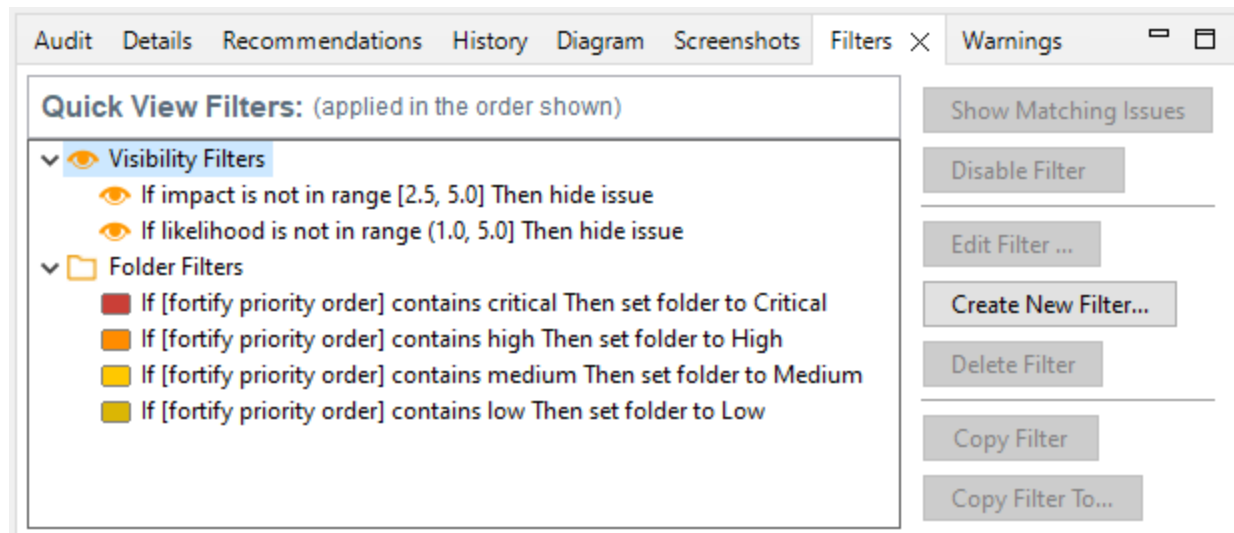 Audit Details Recommendations History Diagram Screenshots Filters Warnings
Quick View Filters: (applied in the order shown)
Visibility Filters
If impact is not in range [2.5, 5.0] Then hide issue
If likelihood is not in range (1.0, 5.0] Then hide issue
Folder Filters
If [fortify priority order] contains critical Then set folder to Critical
If [fortify priority order] contains high Then set folder to High
If [fortify priority order] contains medium Then set folder to Medium
If [fortify priority order] contains low Then set folder to Low
Show Matching Issues
Disable Filter
Edit Filter ...
Create New Filter...
Delete Filter
Copy Filter
Copy Filter To...